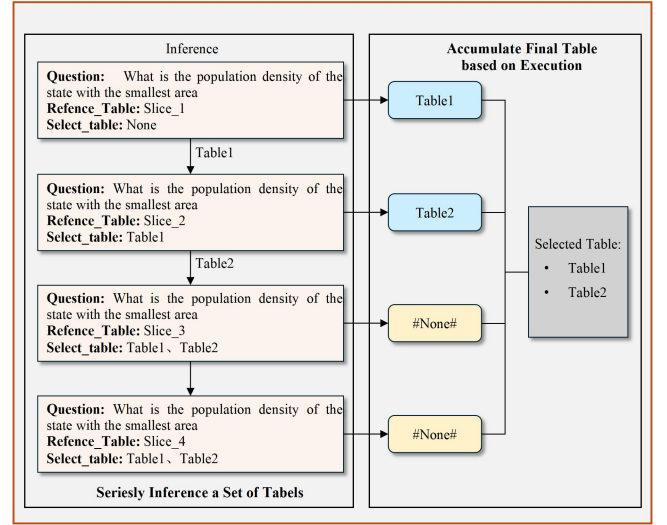 Inference
Question: What is the population density of the
state with the smallest area
Refence_Table: Slice_1
Select_table: None
Table1
Question: What is the population density of the
state with the smallest area
Refence_Table: Slice_2
Select_table: Table1
Table2
Question: What is the population density of the
state with the smallest area
Refence_Table: Slice_3
Select_table: Table1、Table2
Question: What is the population density of the
state with the smallest area
Refence_Table: Slice_4
Select_table: Table1、Table2
Seriesly Inference a Set of Tabels
Accumulate Final Table
based on Execution
Table1
Table2
#None#
#None#
Selected Table:
• Table1
• Table2